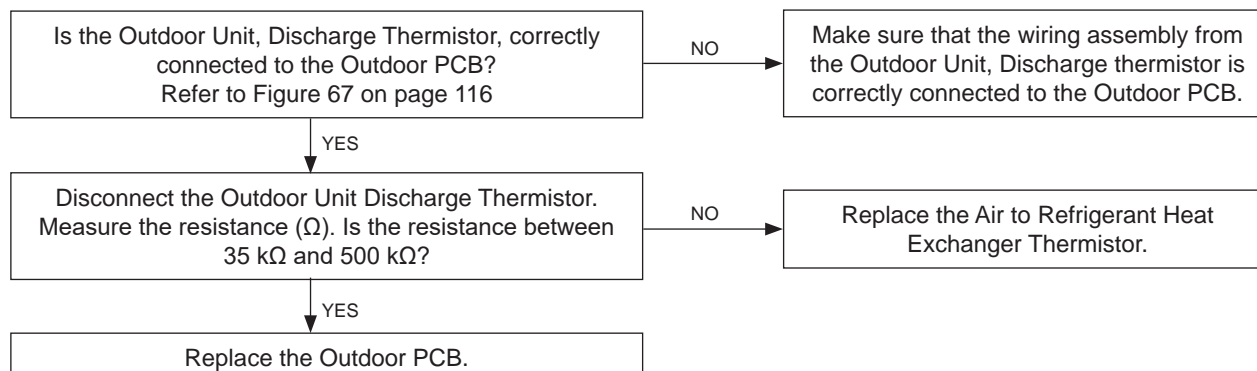 Is the Outdoor Unit, Discharge Thermistor, correctly
connected to the Outdoor PCB?
Refer to Figure 67 on page 116
NO
Make sure that the wiring assembly from
the Outdoor Unit, Discharge thermistor is
correctly connected to the Outdoor PCB.
YES
Disconnect the Outdoor Unit Discharge Thermistor.
Measure the resistance (Ω). Is the resistance between
35 kΩ and 500 kΩ?
NO
Replace the Air to Refrigerant Heat
Exchanger Thermistor.
YES
Replace the Outdoor PCB.